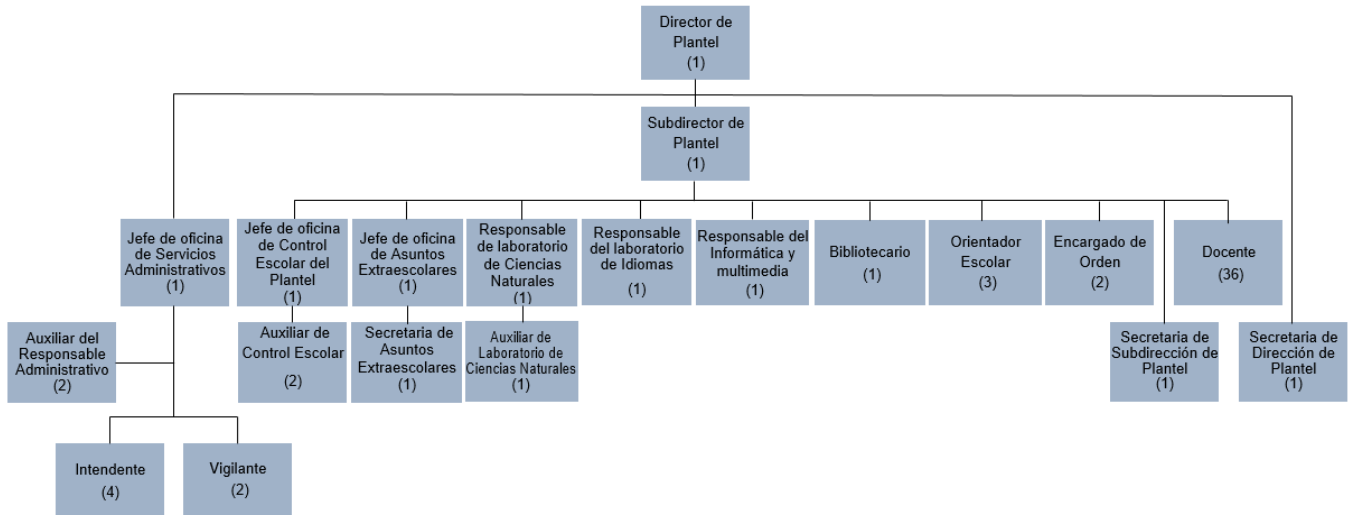 Director de
Plantel
(1)
Subdirector de
Plantel
(1)
Jefe de oficina
de Servicios
Administrativos
(1)
Jefe de oficina
de Control
Escolar del
Plantel
(1)
Jefe de oficina
de Asuntos
Extraescolares
(1)
Responsable
de laboratorio
de Ciencias
Naturales
(1)
Responsable
del laboratorio
de Idiomas
(1)
Responsable del
Informática y
multimedia
(1)
Bibliotecario
(1)
Orientador
Escolar
(3)
Encargado de
Orden
(2)
Docente
(36)
Auxiliar del
Responsable
Administrativo
(2)
Auxiliar de
Control Escolar
(2)
Secretaria de
Asuntos
Extraescolares
(1)
Auxiliar de
Laboratorio de
Ciencias Naturales
(1)
Secretaria de
Subdirección de
Plantel
(1)
Secretaria de
Dirección de
Plantel
(1)
Intendente
(4)
Vigilante
(2)